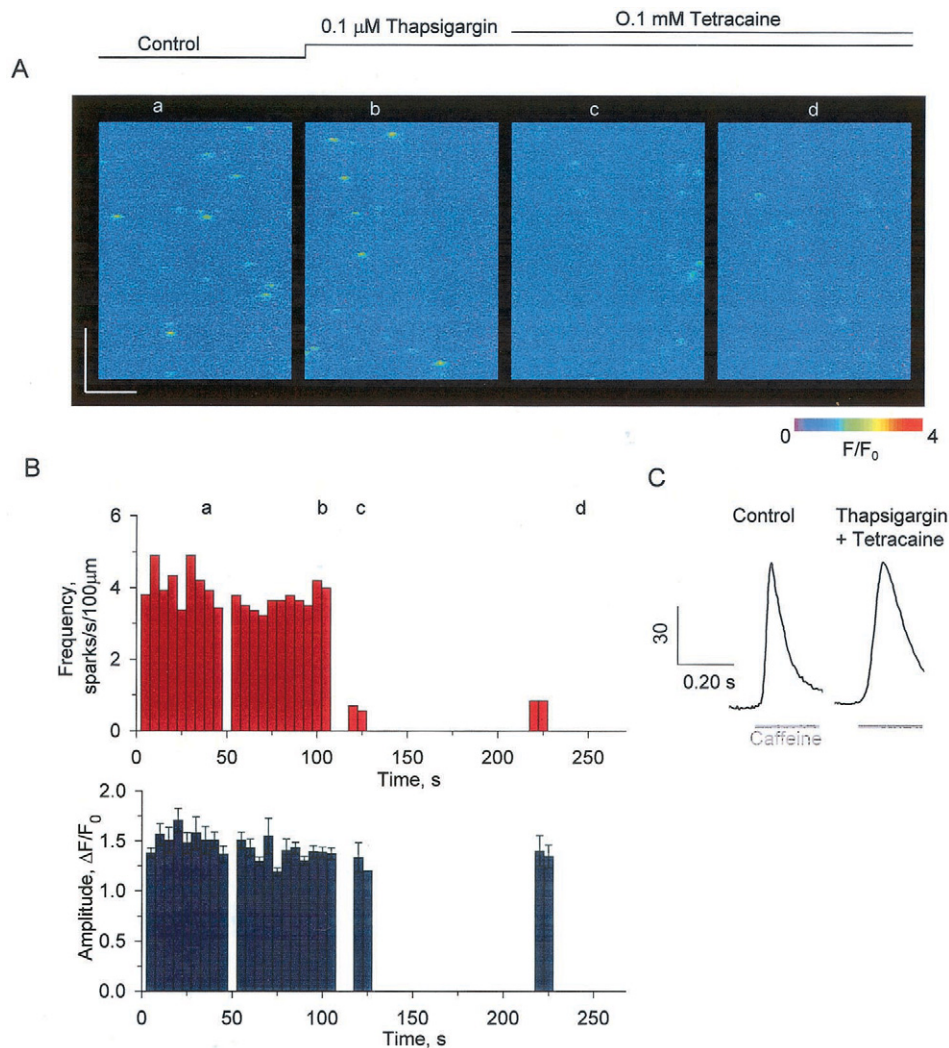 0.1 µM Thapsigargin
O.1 mM Tetracaine
Control
A
a b c d
0 4
F/F0
B
a b c d
6
4
2
0
Frequency,
sparks/s/100µm
0 50 100 150 200 250
Time, s
2.0
1.5
1.0
0.5
0.0
Amplitude, ΔF/F0
0 50 100 150 200 250
Time, s
C
Control
Thapsigargin
+ Tetracaine
30
0.20 s
Caffeine